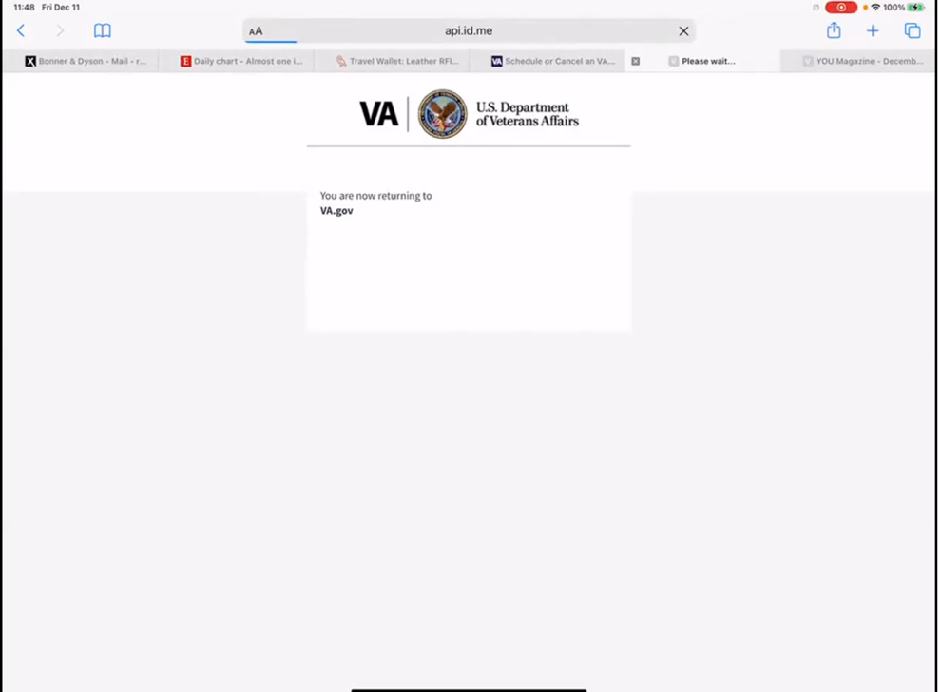 11:48 Fri Dec 11
100%
AA
api.id.me
Bonner & Dyson - Mail - r...
Daily chart - Almost one i...
Travel Wallet: Leather RFI...
VA
Schedule or Cancel an VA...
Please wait...
YOU Magazine - Decemb...
VA
U.S. Department
of Veterans Affairs
You are now returning to
VA.gov